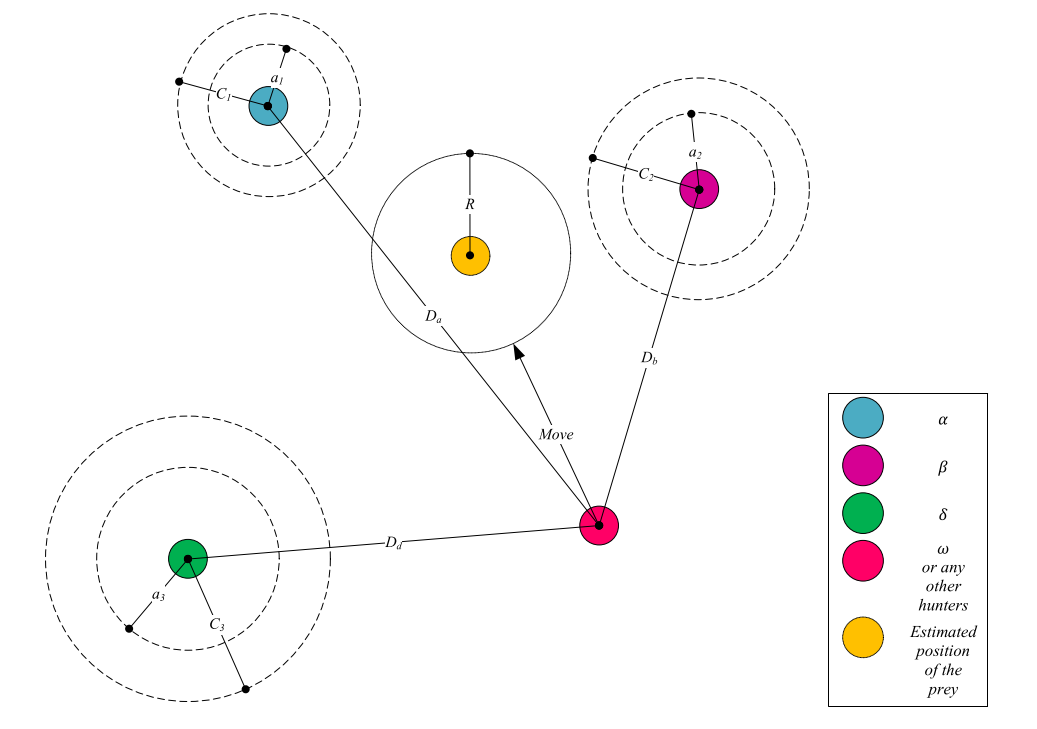 a1
C1
a2
C2
R
Da
Db
Move
Dd
a3
C3
α
β
δ
ω
or any
other
hunters
Estimated
position
of the
prey